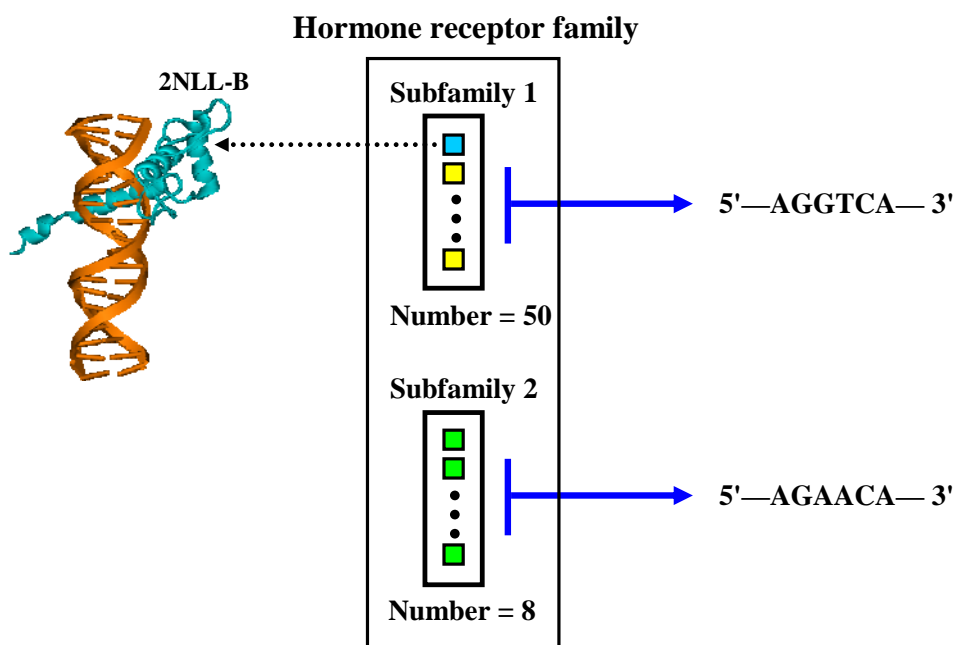 Hormone receptor family
2NLL-B
Subfamily 1
5'—AGGTCA— 3'
Number = 50
Subfamily 2
5'—AGAACA— 3'
Number = 8